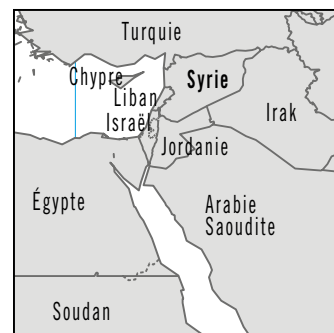 Turquie
Chypre
Syrie
Liban
Irak
Israël
Jordanie
Égypte
Arabie
Saoudite
Soudan